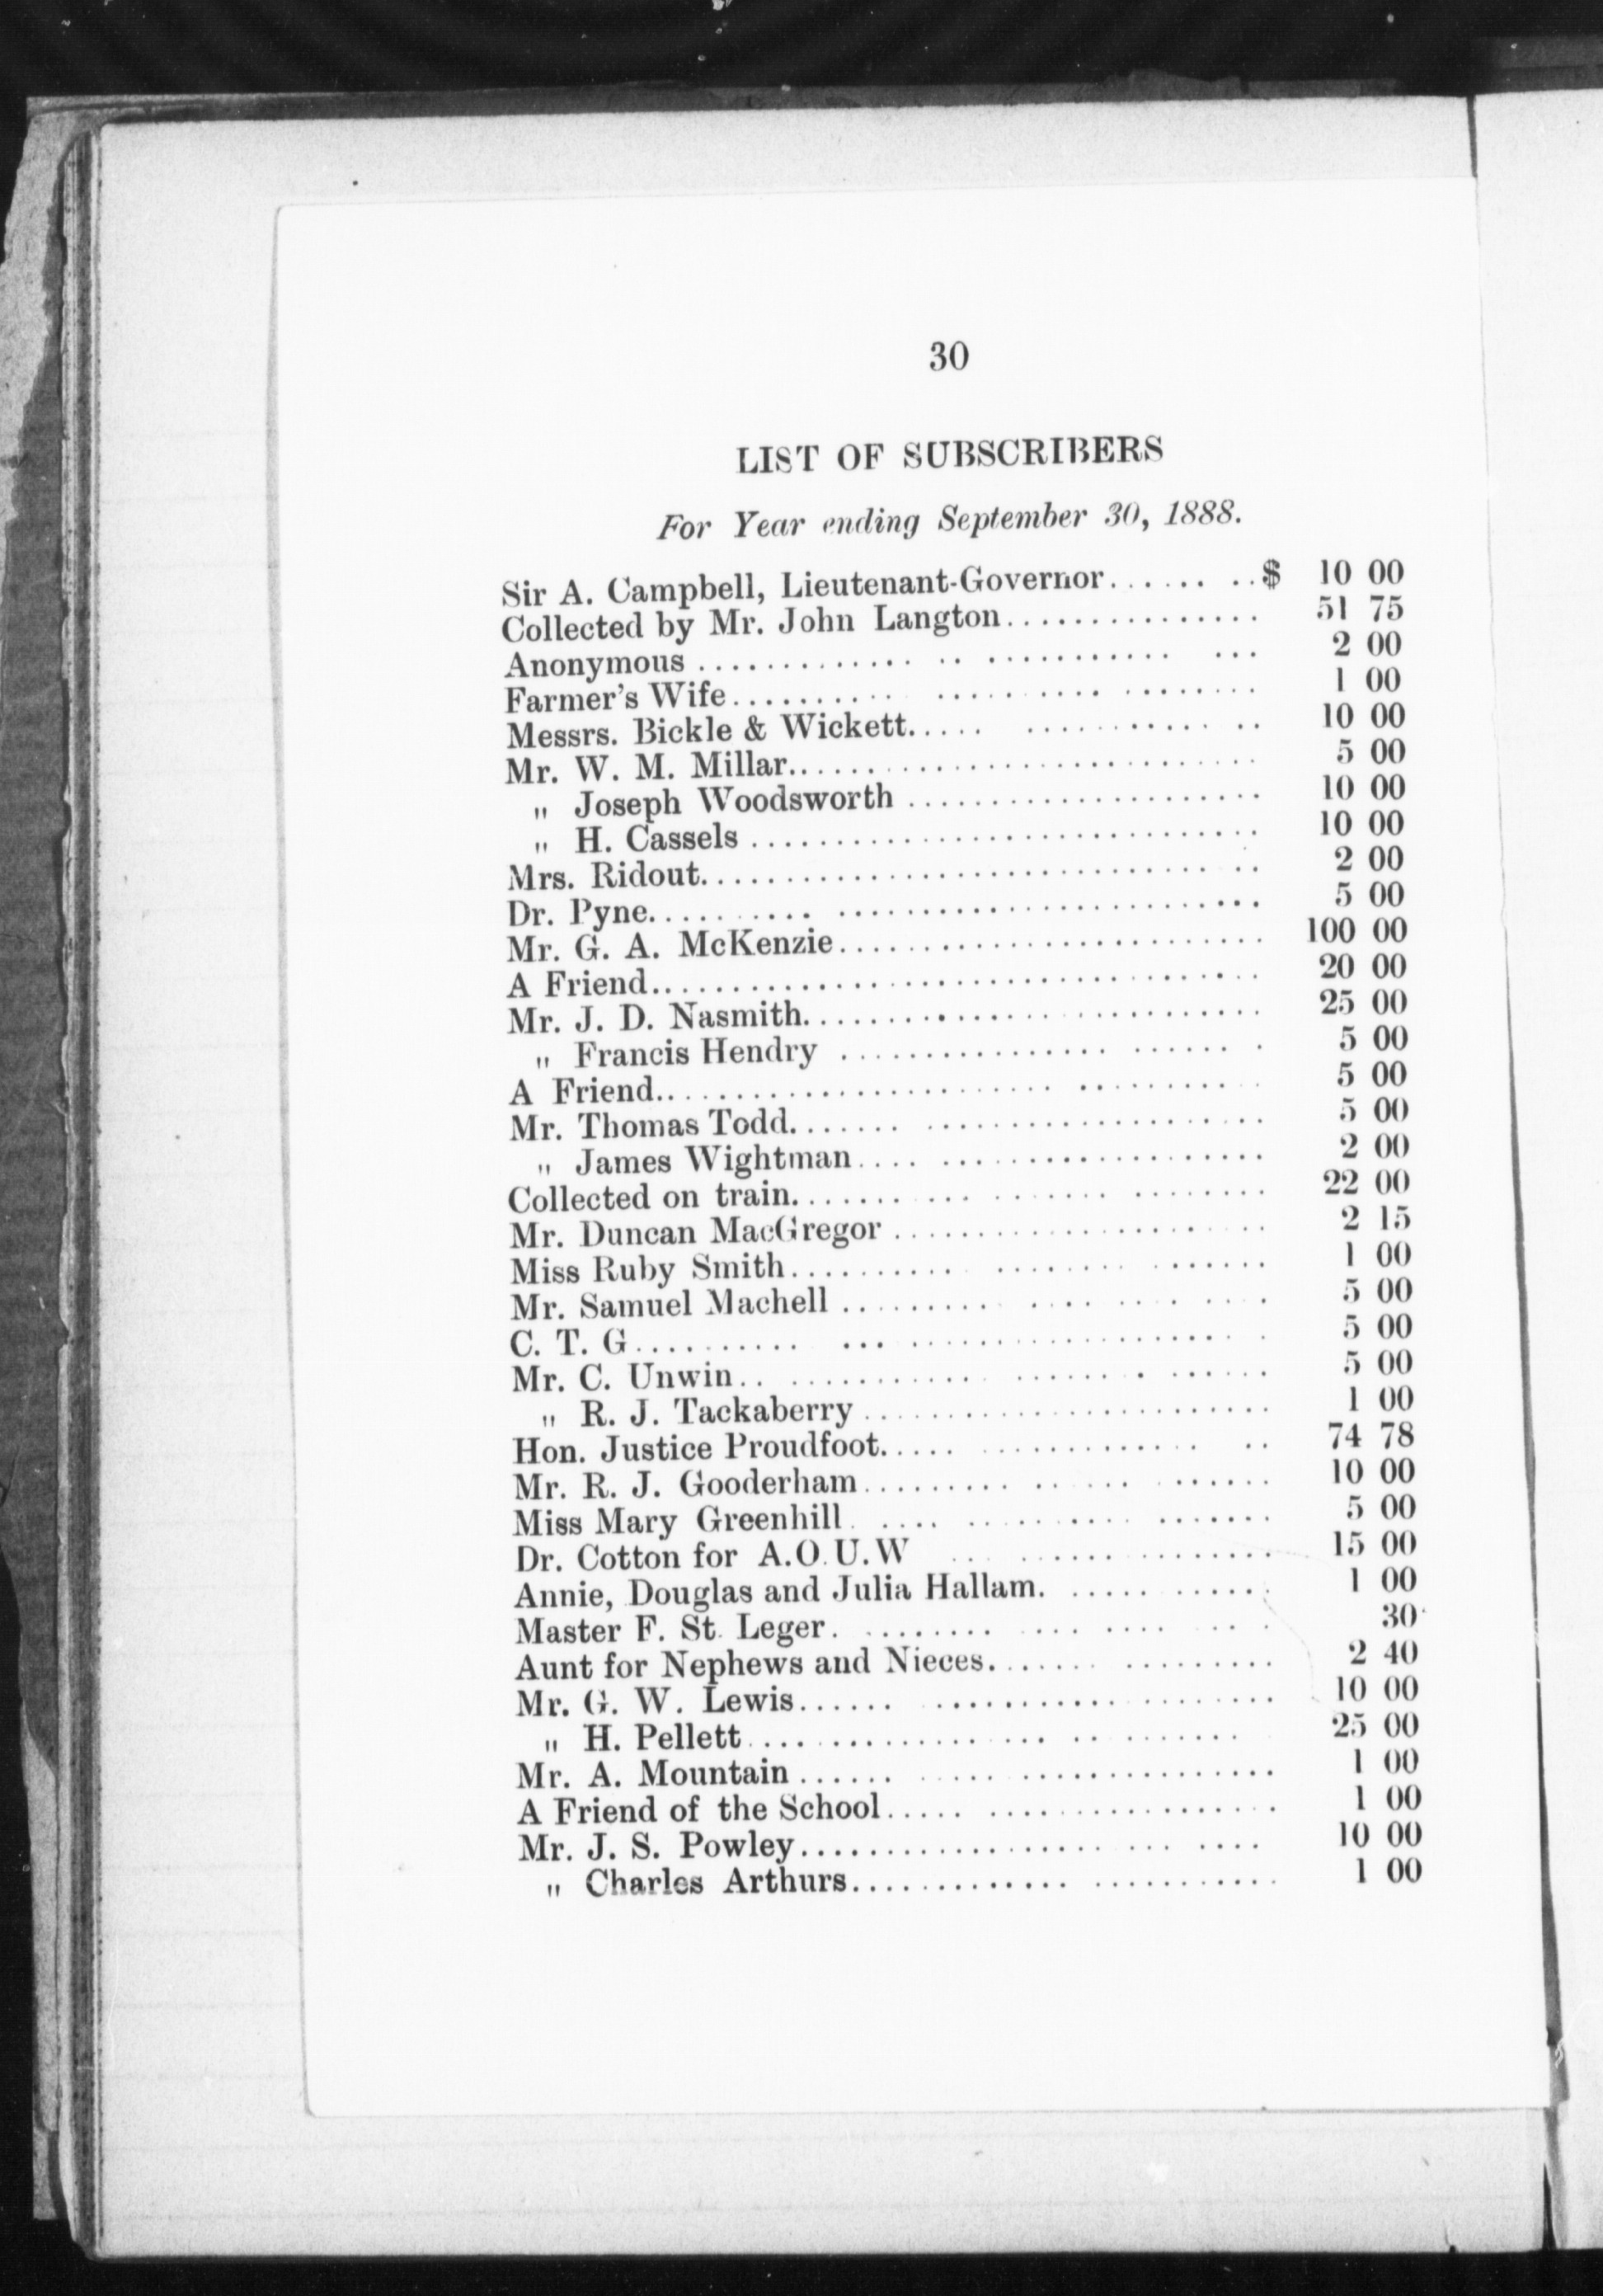 30
LIST OF SUBSCRIBERS
For Year ending September 30, 1888.
Sir A. Campbell, Lieutenant-Governor........$ 10 00
Collected by Mr. John Langton............... 51 75
Anonymous ............................ 2 00
Farmer's Wife............................ 1 00
Messrs. Bickle & Wickett.................. 10 00
Mr. W. M. Millar............................ 5 00
" Joseph Woodsworth ..................... 10 00
" H. Cassels ............................. 10 00
Mrs. Ridout................................ 2 00
Dr. Pyne................................ 5 00
Mr. G. A. McKenzie......................... 100 00
A Friend................................. 20 00
Mr. J. D. Nasmith........................... 25 00
" Francis Hendry ........................ 5 00
A Friend................................. 5 00
Mr. Thomas Todd.......................... 5 00
" James Wightman....................... 2 00
Collected on train......................... 22 00
Mr. Duncan MacGregor ..................... 2 15
Miss Ruby Smith.......................... 1 00
Mr. Samuel Machell ....................... 5 00
C. T. G................................ 5 00
Mr. C. Unwin............................ 5 00
" R. J. Tackaberry ........................ 1 00
Hon. Justice Proudfoot.................... 74 78
Mr. R. J. Gooderham...................... 10 00
Miss Mary Greenhill...................... 5 00
Dr. Cotton for A.O.U.W .................. 15 00
Annie, Douglas and Julia Hallam............. 1 00
Master F. St. Leger....................... 30
Aunt for Nephews and Nieces................ 2 40
Mr. G. W. Lewis......................... 10 00
" H. Pellett............................ 25 00
Mr. A. Mountain ......................... 1 00
A Friend of the School...................... 1 00
Mr. J. S. Powley......................... 10 00
" Charles Arthurs........................ 1 00